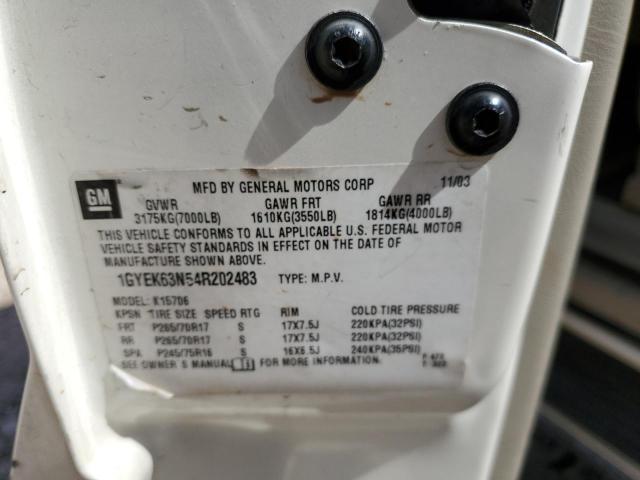 MFD BY GENERAL MOTORS CORP 11/03
GM
GVWR GAWR FRT GAWR RR
3175KG(7000LB) 1610KG(3550LB) 1814KG(4000LB)
THIS VEHICLE CONFORMS TO ALL APPLICABLE U.S. FEDERAL MOTOR
VEHICLE SAFETY STANDARDS IN EFFECT ON THE DATE OF
MANUFACTURE SHOWN ABOVE.
1GYEK63N54R202483 TYPE: M.P.V.
MODEL: K15706
KPSN TIRE SIZE SPEED RTG RIM COLD TIRE PRESSURE
FRT P265/70R17 S 17X7.5J 220KPA(32PSI)
RR P265/70R17 S 17X7.5J 220KPA(32PSI)
SPA P245/75R16 S 16X6.5J 240KPA(35PSI)
SEE OWNER S MANUAL FOR MORE INFORMATION.